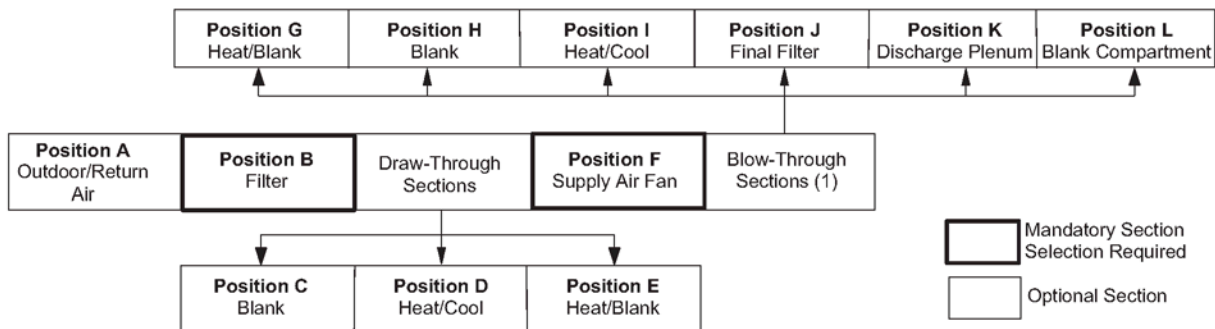 Position G
Heat/Blank
Position H
Blank
Position I
Heat/Cool
Position J
Final Filter
Position K
Discharge Plenum
Position L
Blank Compartment
Position A
Outdoor/Return
Air
Position B
Filter
Draw-Through
Sections
Position F
Supply Air Fan
Blow-Through
Sections (1)
Mandatory Section
Selection Required
Optional Section
Position C
Blank
Position D
Heat/Cool
Position E
Heat/Blank